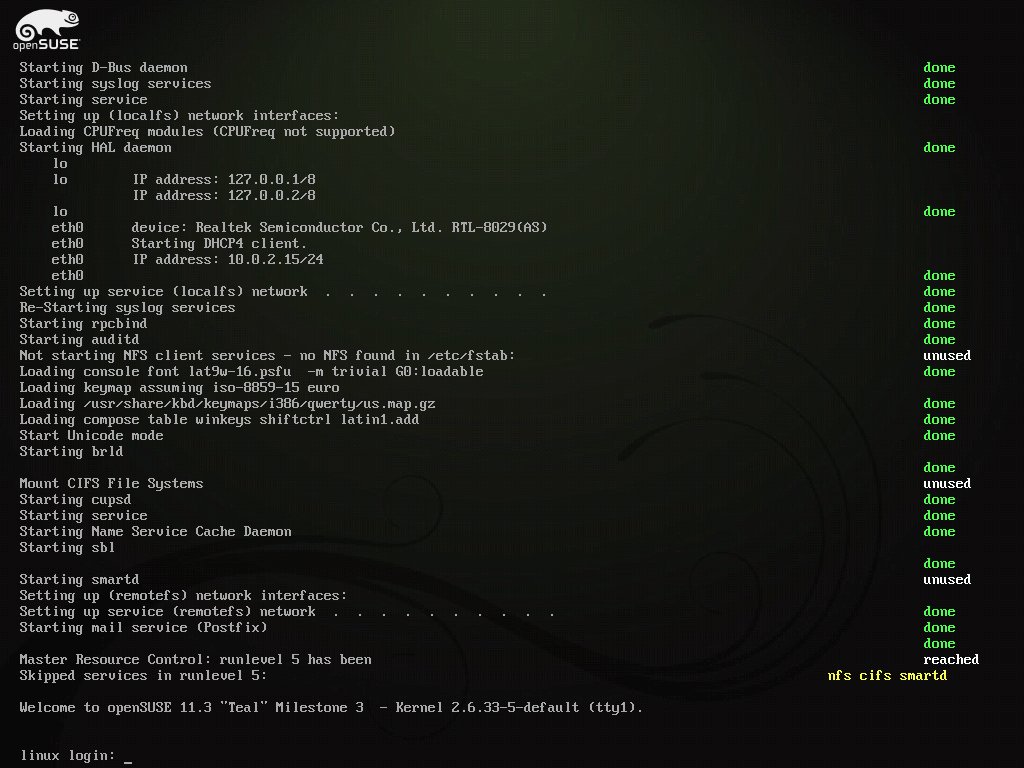 openSUSE
Starting D-Bus daemon done
Starting syslog services done
Starting service done
Setting up (localfs) network interfaces:
Loading CPUFreq modules (CPUFreq not supported)
Starting HAL daemon done
lo
lo IP address: 127.0.0.1/8
IP address: 127.0.0.2/8
lo done
eth0 device: Realtek Semiconductor Co., Ltd. RTL-8029(AS)
eth0 Starting DHCP4 client.
eth0 IP address: 10.0.2.15/24
eth0 done
Setting up service (localfs) network . . . . . . . . . . done
Re-Starting syslog services done
Starting rpcbind done
Starting auditd done
Not starting NFS client services - no NFS found in /etc/fstab: unused
Loading console font lat9w-16.psfu -m trivial G0:loadable done
Loading keymap assuming iso-8859-15 euro
Loading /usr/share/kbd/keymaps/i386/qwerty/us.map.gz done
Loading compose table winkeys shiftctrl latin1.add done
Start Unicode mode done
Starting brld
done
Mount CIFS File Systems unused
Starting cupsd done
Starting service done
Starting Name Service Cache Daemon done
Starting sbl
done
Starting smartd unused
Setting up (remotefs) network interfaces:
Setting up service (remotefs) network . . . . . . . . . . done
Starting mail service (Postfix) done
done
Master Resource Control: runlevel 5 has been reached
Skipped services in runlevel 5: nfs cifs smartd
Welcome to openSUSE 11.3 "Teal" Milestone 3 - Kernel 2.6.33-5-default (tty1).
linux login: _